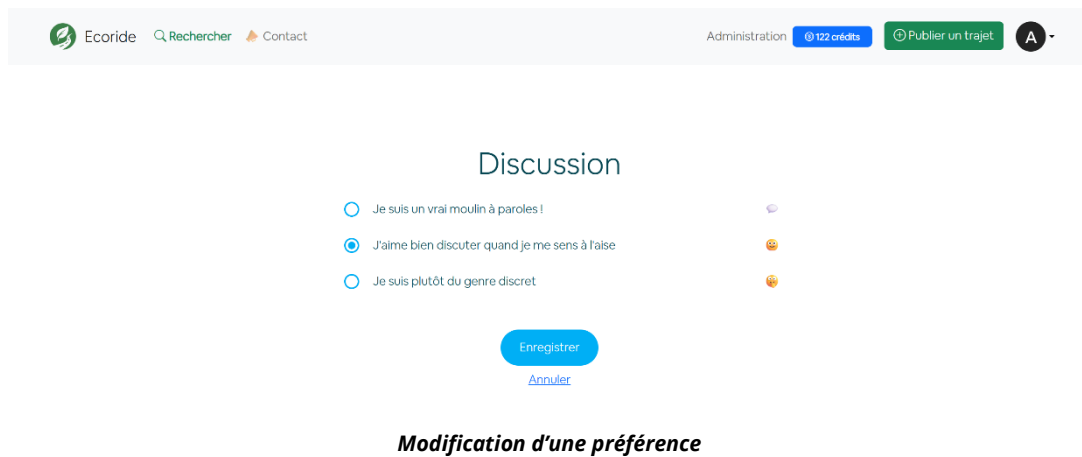 Ecoride Rechercher Contact Administration 122 crédits Publier un trajet A
Discussion
Je suis un vrai moulin à paroles !
J'aime bien discuter quand je me sens à l'aise
Je suis plutôt du genre discret
Enregistrer
Annuler
Modification d’une préférence